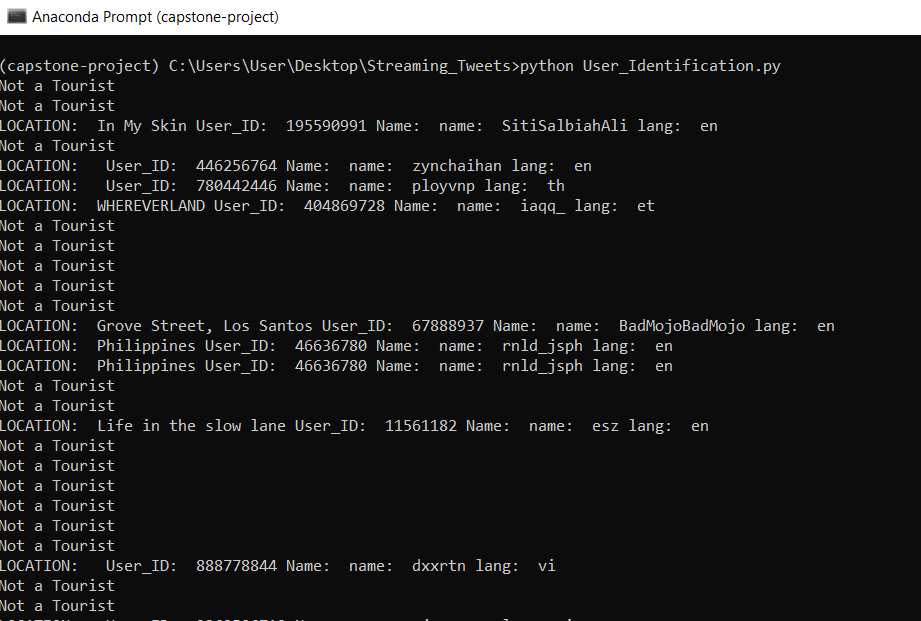 Anaconda Prompt (capstone-project)
(capstone-project) C:\Users\User\Desktop\Streaming_Tweets>python User_Identification.py
Not a Tourist
Not a Tourist
LOCATION:  In My Skin User_ID:  195590991 Name:  name:  SitiSalbiahAli lang:  en
Not a Tourist
LOCATION:   User_ID:  446256764 Name:  name:  zynchaihan lang:  en
LOCATION:   User_ID:  780442446 Name:  name:  ployvnp lang:  th
LOCATION:  WHEREVERLAND User_ID:  404869728 Name:  name:  iaqq_ lang:  et
Not a Tourist
Not a Tourist
Not a Tourist
Not a Tourist
Not a Tourist
LOCATION:  Grove Street, Los Santos User_ID:  67888937 Name:  name:  BadMojoBadMojo lang:  en
LOCATION:  Philippines User_ID:  46636780 Name:  name:  rnld_jsph lang:  en
LOCATION:  Philippines User_ID:  46636780 Name:  name:  rnld_jsph lang:  en
Not a Tourist
Not a Tourist
LOCATION:  Life in the slow lane User_ID:  11561182 Name:  name:  esz lang:  en
Not a Tourist
Not a Tourist
Not a Tourist
Not a Tourist
Not a Tourist
Not a Tourist
LOCATION:   User_ID:  888778844 Name:  name:  dxxrtn lang:  vi
Not a Tourist
Not a Tourist